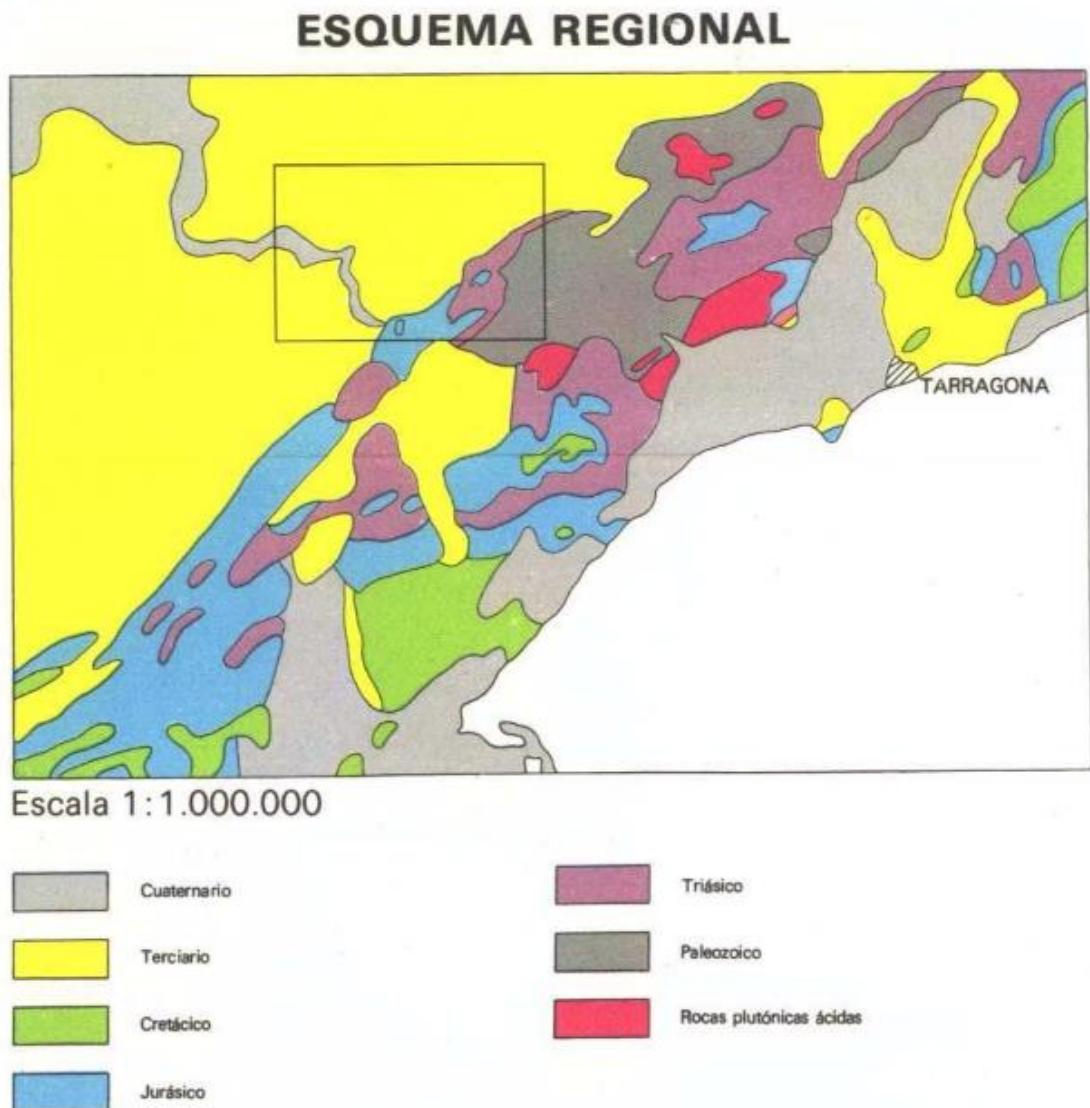 ESQUEMA REGIONAL
TARRAGONA
Escala 1:1.000.000
Cuaternario
Terciario
Cretácico
Jurásico
Triásico
Paleozoico
Rocas plutónicas ácidas